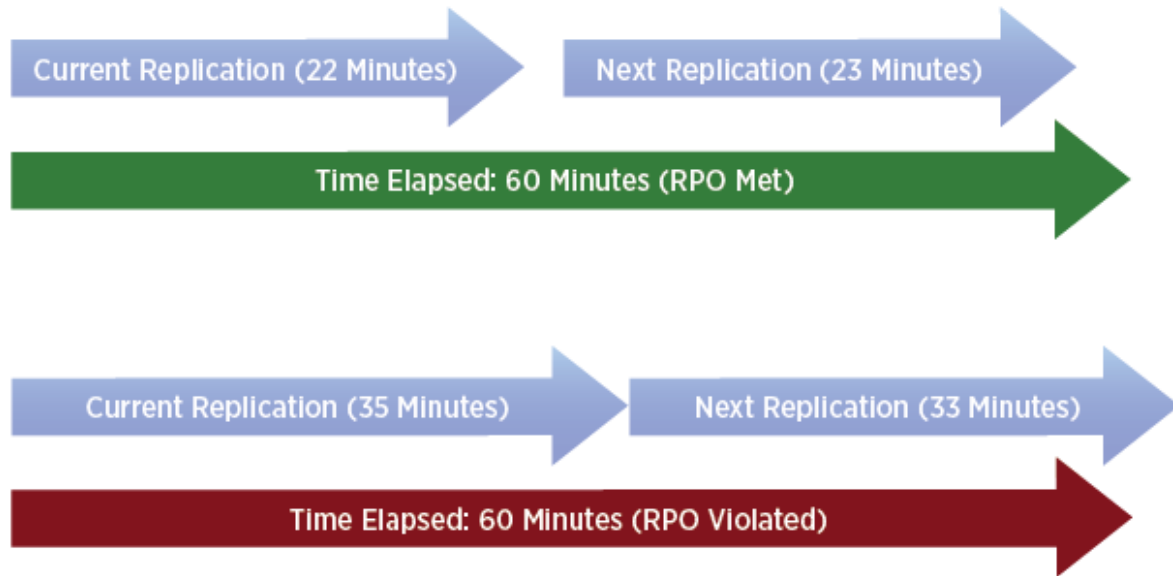 Current Replication (22 Minutes)
Next Replication (23 Minutes)
Time Elapsed: 60 Minutes (RPO Met)
Current Replication (35 Minutes)
Next Replication (33 Minutes)
Time Elapsed: 60 Minutes (RPO Violated)